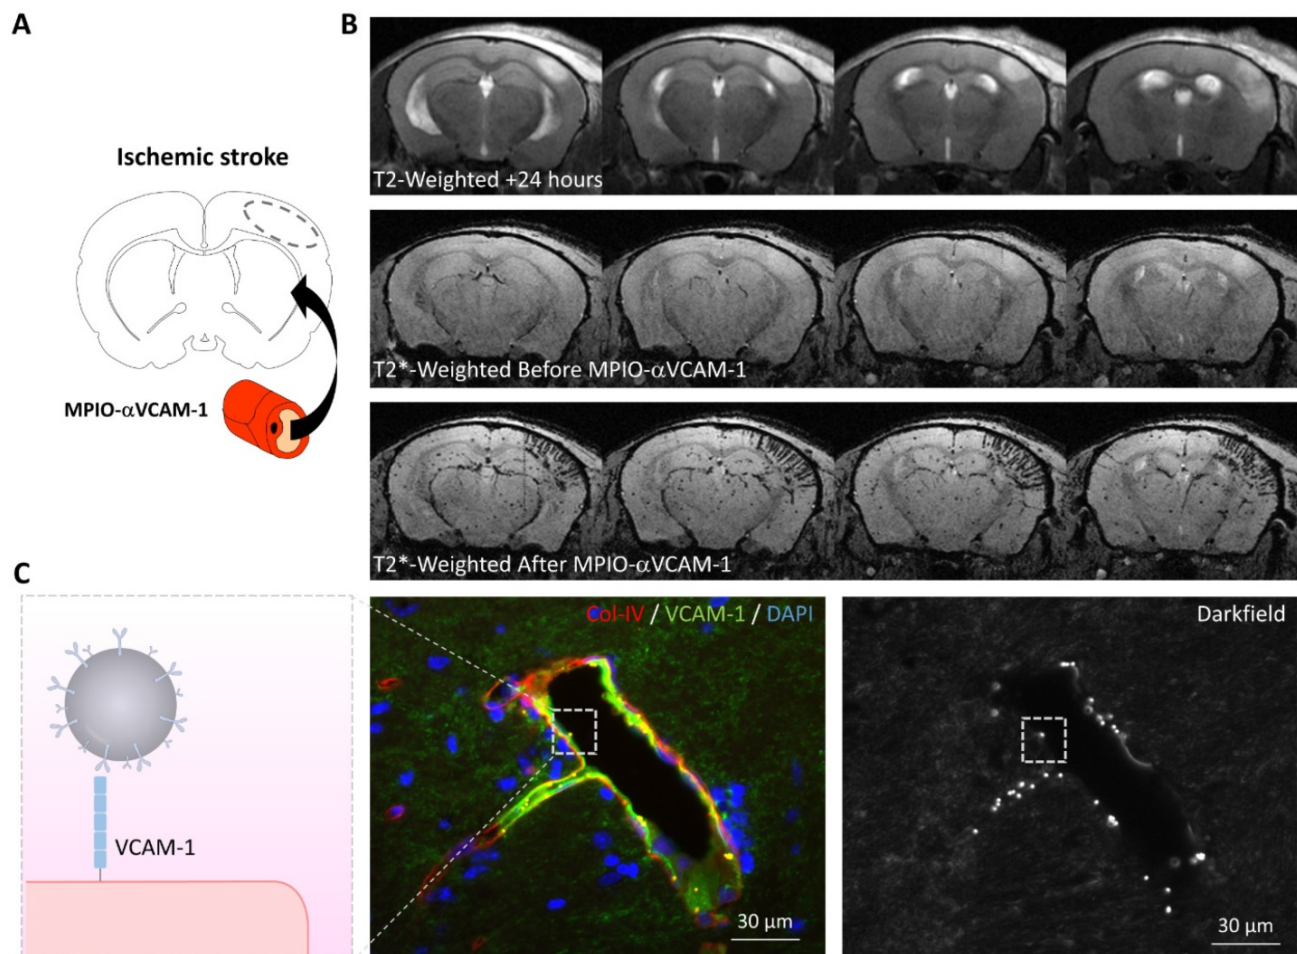 A
B
Ischemic stroke
MPIO-αVCAM-1
T2-Weighted +24 hours
T2*-Weighted Before MPIO-αVCAM-1
T2*-Weighted After MPIO-αVCAM-1
C
VCAM-1
Col-IV / VCAM-1 / DAPI
30 μm
Darkfield
30 μm